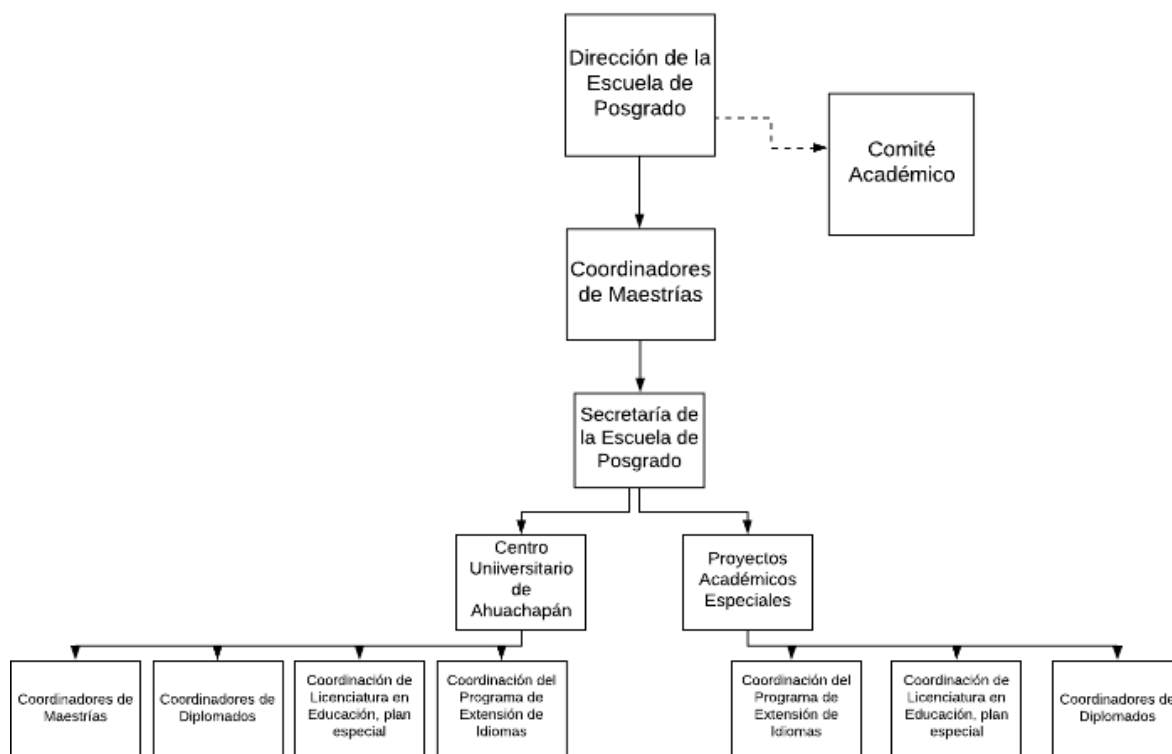 Dirección de la
Escuela de
Posgrado
Comité
Académico
Coordinadores
de Maestrías
Secretaría de
la Escuela de
Posgrado
Centro
Uniiversitario
de
Ahuachapán
Proyectos
Académicos
Especiales
Coordinadores de
Maestrías
Coordinadores de
Diplomados
Coordinación de
Licenciatura en
Educación, plan
especial
Coordinación del
Programa de
Extensión de
Idiomas
Coordinación del
Programa de
Extensión de
Idiomas
Coordinación de
Licenciatura en
Educación, plan
especial
Coordinadores de
Diplomados